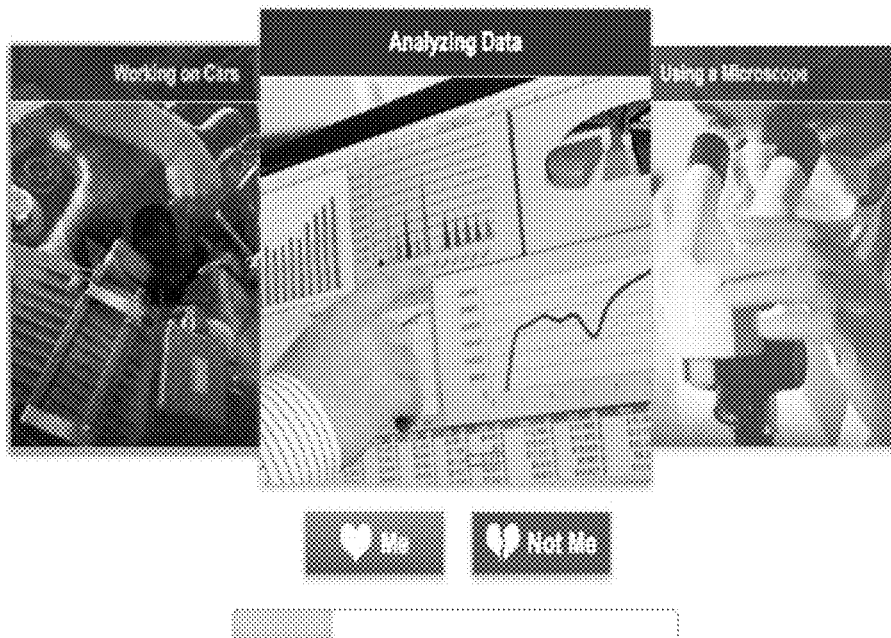 Working on Cars
Analyzing Data
Using a Microscope
Me
Not Me